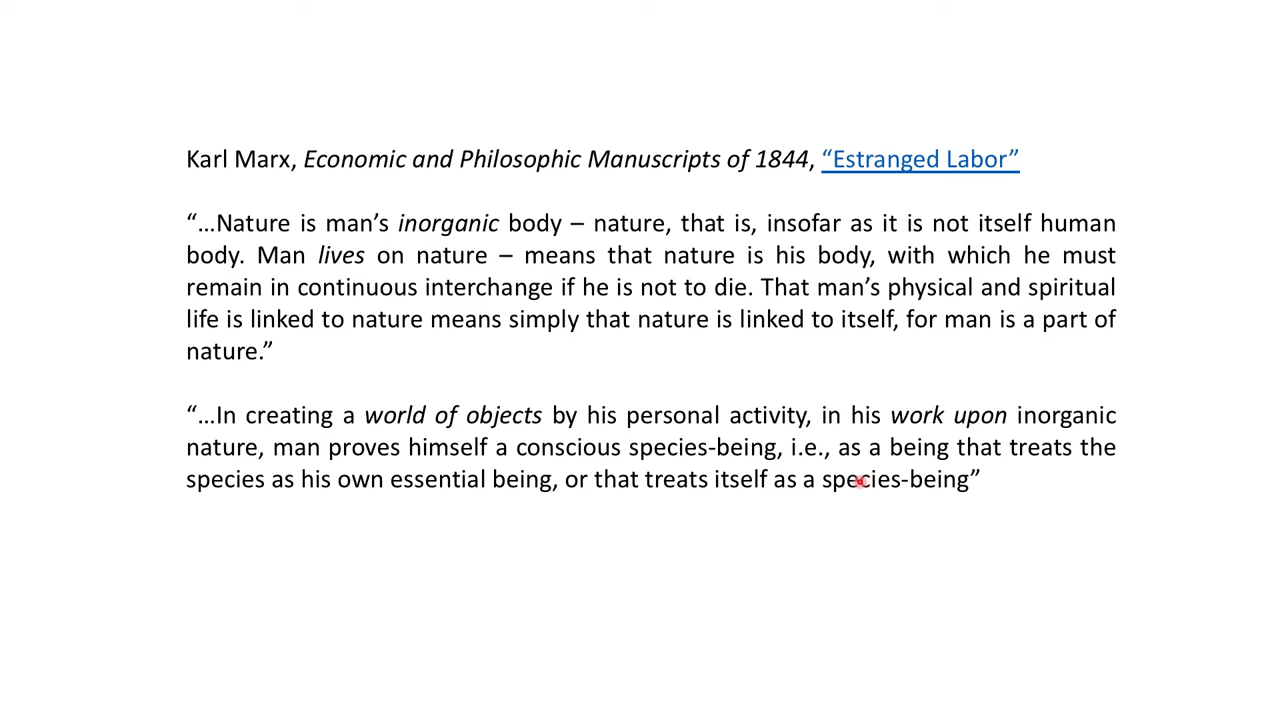 Karl Marx, Economic and Philosophic Manuscripts of 1844, “Estranged Labor”
“…Nature is man’s inorganic body – nature, that is, insofar as it is not itself human
body. Man lives on nature – means that nature is his body, with which he must
remain in continuous interchange if he is not to die. That man’s physical and spiritual
life is linked to nature means simply that nature is linked to itself, for man is a part of
nature.”
“…In creating a world of objects by his personal activity, in his work upon inorganic
nature, man proves himself a conscious species-being, i.e., as a being that treats the
species as his own essential being, or that treats itself as a species-being”